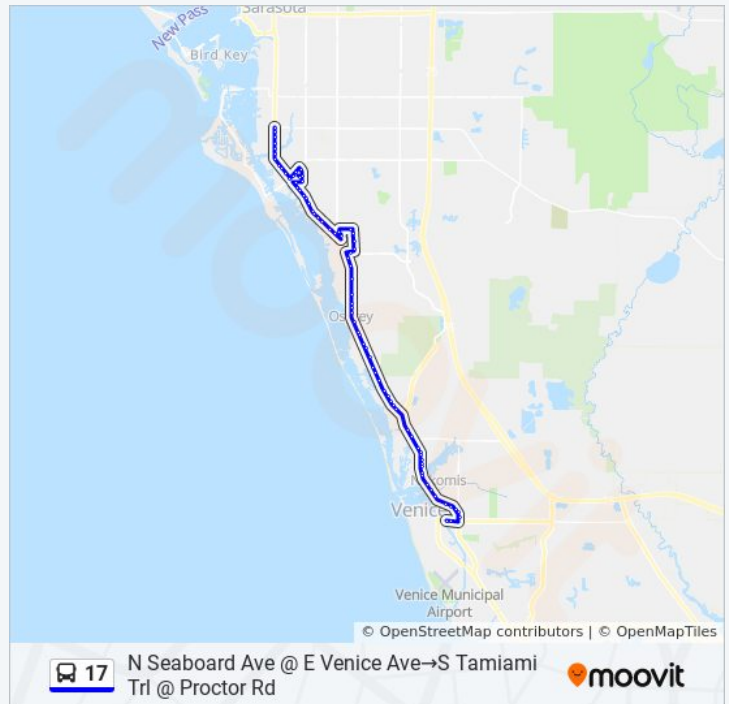 Sarasota
New Pass
Bird Key
Osprey
Nokomis
Venice
Venice Municipal
Airport
© OpenStreetMap contributors | © OpenMapTiles
17
N Seaboard Ave @ E Venice Ave→S Tamiami
Trl @ Proctor Rd
moovit